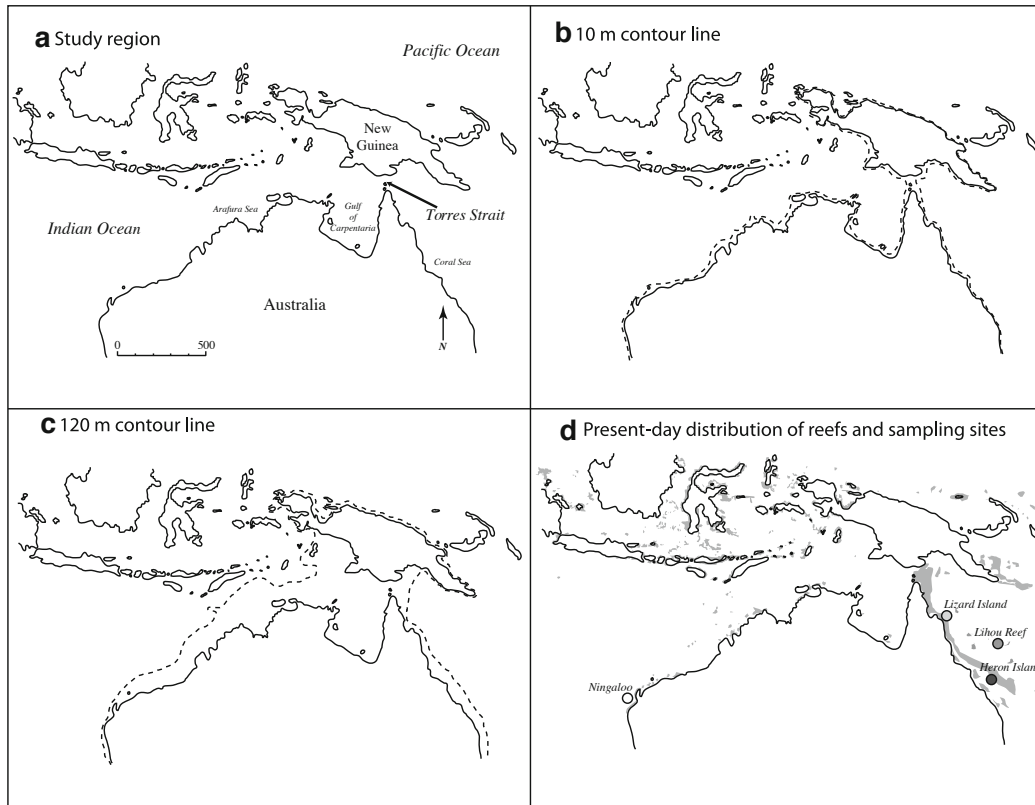 a Study region
Pacific Ocean
New
Guinea
Arafura Sea
Gulf
of
Carpentaria
Torres Strait
Indian Ocean
Coral Sea
Australia
0 500
N
b 10 m contour line
c 120 m contour line
d Present-day distribution of reefs and sampling sites
Lizard Island
Lihou Reef
Heron Islan
Ningaloo